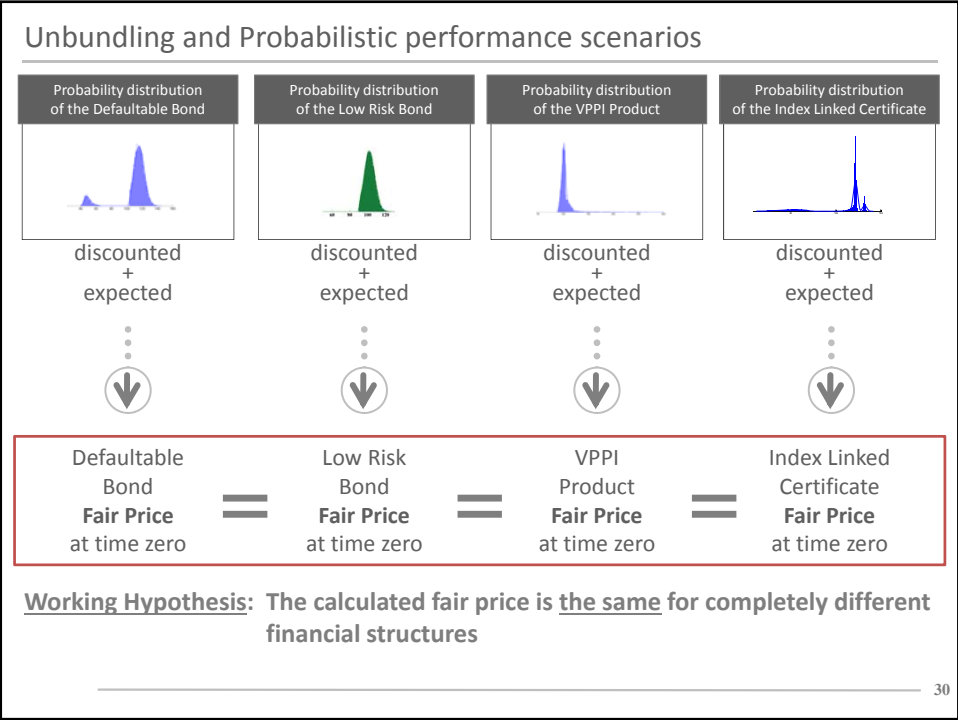 Unbundling and Probabilistic performance scenarios
Probability distribution
of the Defaultable Bond
Probability distribution
of the Low Risk Bond
Probability distribution
of the VPPI Product
Probability distribution
of the Index Linked Certificate
discounted
+
expected
discounted
+
expected
discounted
+
expected
discounted
+
expected
Defaultable
Bond
Fair Price
at time zero
=
Low Risk
Bond
Fair Price
at time zero
=
VPPI
Product
Fair Price
at time zero
=
Index Linked
Certificate
Fair Price
at time zero
Working Hypothesis: The calculated fair price is the same for completely different
financial structures
30